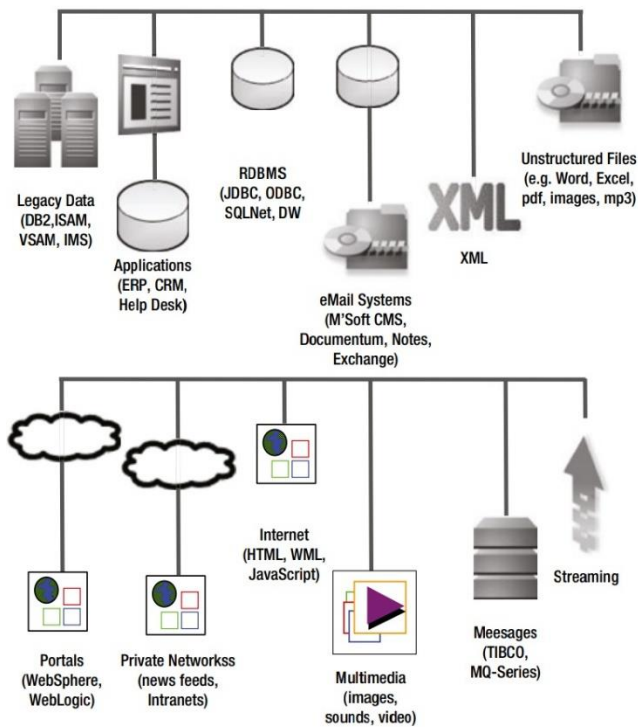 Legacy Data
(DB2,ISAM,
VSAM, IMS)
Applications
(ERP, CRM,
Help Desk)
RDBMS
(JDBC, ODBC,
SQLNet, DW
eMail Systems
(M'Soft CMS,
Documentum, Notes,
Exchange)
XML
XML
Unstructured Files
(e.g. Word, Excel,
pdf, images, mp3)
Portals
(WebSphere,
WebLogic)
Private Networkss
(news feeds,
Intranets)
Internet
(HTML, WML,
JavaScript)
Multimedia
(images,
sounds, video)
Meesages
(TIBCO,
MQ-Series)
Streaming